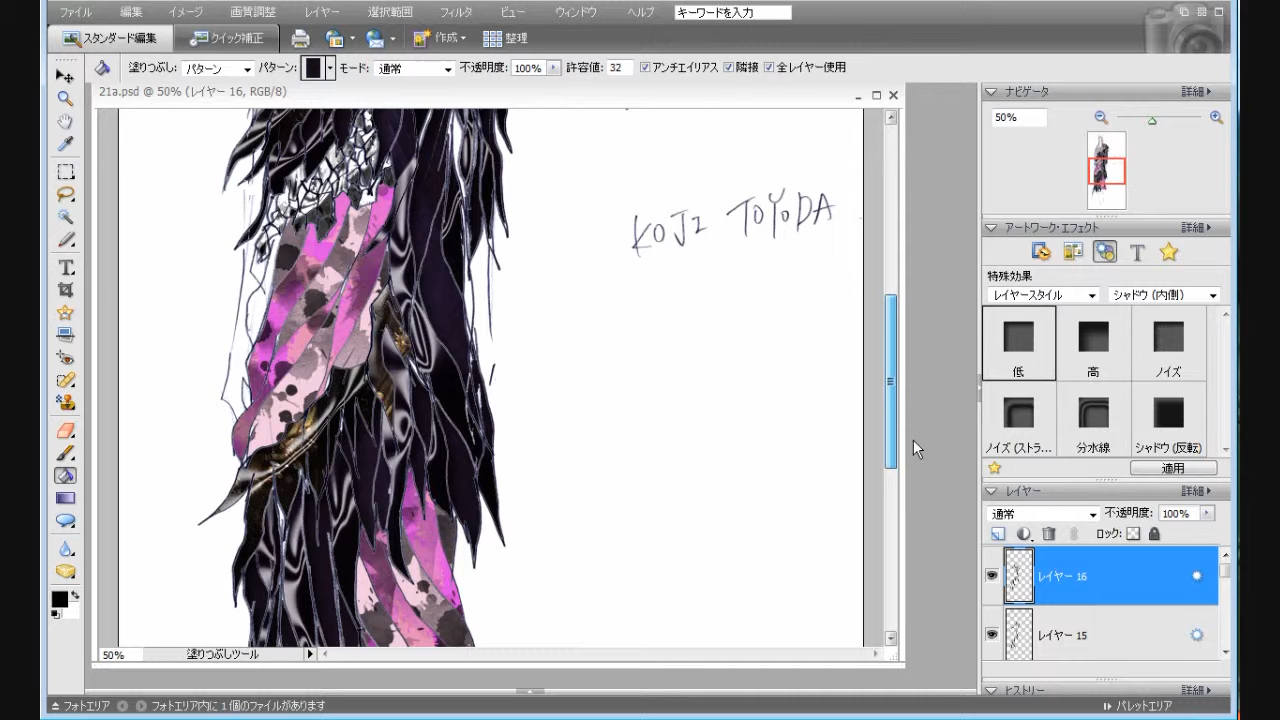 ファイル 編集 イメージ 画質調整 レイヤー 選択範囲 フィルタ ビュー ウィンドウ ヘルプ キーワードを入力
スタンダード編集 クイック補正 作成 整理
塗りつぶし: パターン パターン: モード: 通常 不透明度: 100% 許容値: 32 アンチエイリアス 隣接 全レイヤー使用
21a.psd @ 50% (レイヤー 16, RGB/8)
KOJI TOYODA
50% 塗りつぶしツール
ナビゲータ 詳細
50%
アートワーク・エフェクト 詳細
特殊効果
レイヤースタイル シャドウ (内側)
低 高 ノイズ
ノイズ (ストラ... 分水線 シャドウ (反転)
適用
レイヤー 詳細
通常 不透明度: 100%
ロック:
レイヤー 16
レイヤー 15
ヒストリー 詳細
フォトエリア フォトエリア内に 1 個のファイルがあります パレットエリア